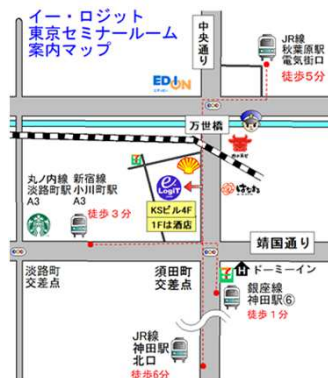 イー・ロジット
東京セミナールーム
案内マップ
中央通り
JR線
秋葉原駅
電気街口
徒歩5分
EDION
万世橋
丸ノ内線
淡路町駅
A3
新宿線
小川町駅
A3
徒歩3分
e-LogiT
KSビル4F
1Fは酒店
靖国通り
淡路町
交差点
須田町
交差点
ドーミーイン
銀座線
神田駅⑥
徒歩1分
JR線
神田駅
北口
徒歩6分